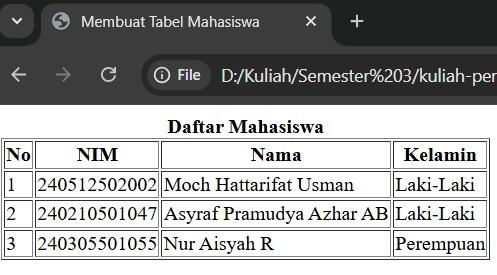 Membuat Tabel Mahasiswa
File D:/Kuliah/Semester%203/kuliah-per
Daftar Mahasiswa
No NIM Nama Kelamin
1 240512502002 Moch Hattarifat Usman Laki-Laki
2 240210501047 Asyraf Pramudya Azhar AB Laki-Laki
3 240305501055 Nur Aisyah R Perempuan